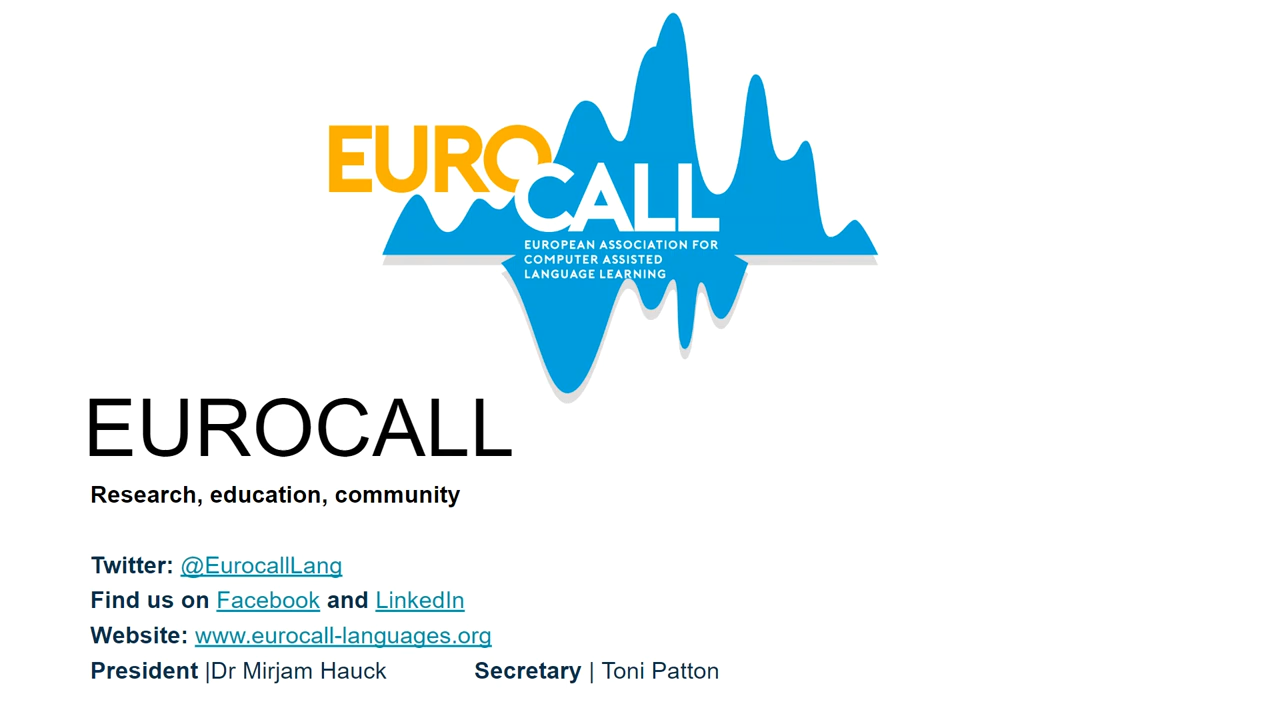 EURO
CALL
EUROPEAN ASSOCIATION FOR
COMPUTER ASSISTED
LANGUAGE LEARNING
EUROCALL
Research, education, community
Twitter: @EurocallLang
Find us on Facebook and LinkedIn
Website: www.eurocall-languages.org
President |Dr Mirjam Hauck Secretary | Toni Patton